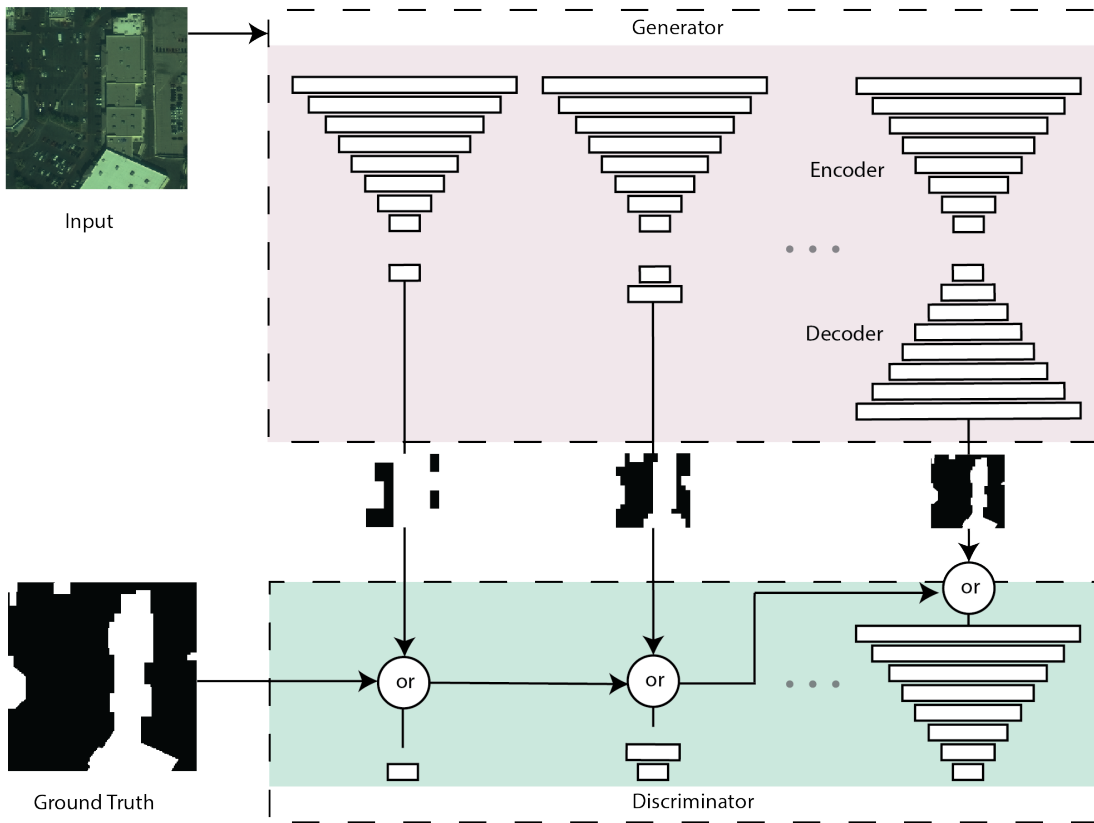 Generator
Encoder
Input
Decoder
or
or
or
Ground Truth
Discriminator